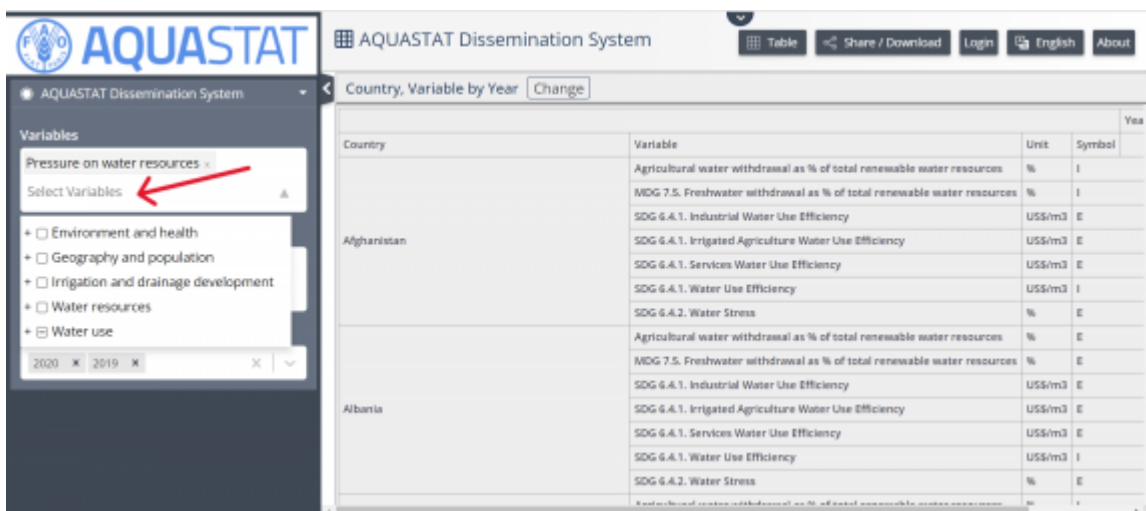 FAO
AQUASTAT
AQUASTAT Dissemination System
Table
Share / Download
Login
English
About
AQUASTAT Dissemination System
Country, Variable by Year
Change
Variables
Pressure on water resources ×
Select Variables
+ Environment and health
+ Geography and population
+ Irrigation and drainage development
+ Water resources
+ Water use
2020 × 2019 ×
Yea
Country Variable Unit Symbol
Afghanistan
Agricultural water withdrawal as % of total renewable water resources % I
MDG 7.5. Freshwater withdrawal as % of total renewable water resources % I
SDG 6.4.1. Industrial Water Use Efficiency US$/m3 E
SDG 6.4.1. Irrigated Agriculture Water Use Efficiency US$/m3 E
SDG 6.4.1. Services Water Use Efficiency US$/m3 E
SDG 6.4.1. Water Use Efficiency US$/m3 I
SDG 6.4.2. Water Stress % E
Albania
Agricultural water withdrawal as % of total renewable water resources % E
MDG 7.5. Freshwater withdrawal as % of total renewable water resources % E
SDG 6.4.1. Industrial Water Use Efficiency US$/m3 E
SDG 6.4.1. Irrigated Agriculture Water Use Efficiency US$/m3 E
SDG 6.4.1. Services Water Use Efficiency US$/m3 E
SDG 6.4.1. Water Use Efficiency US$/m3 I
SDG 6.4.2. Water Stress % E